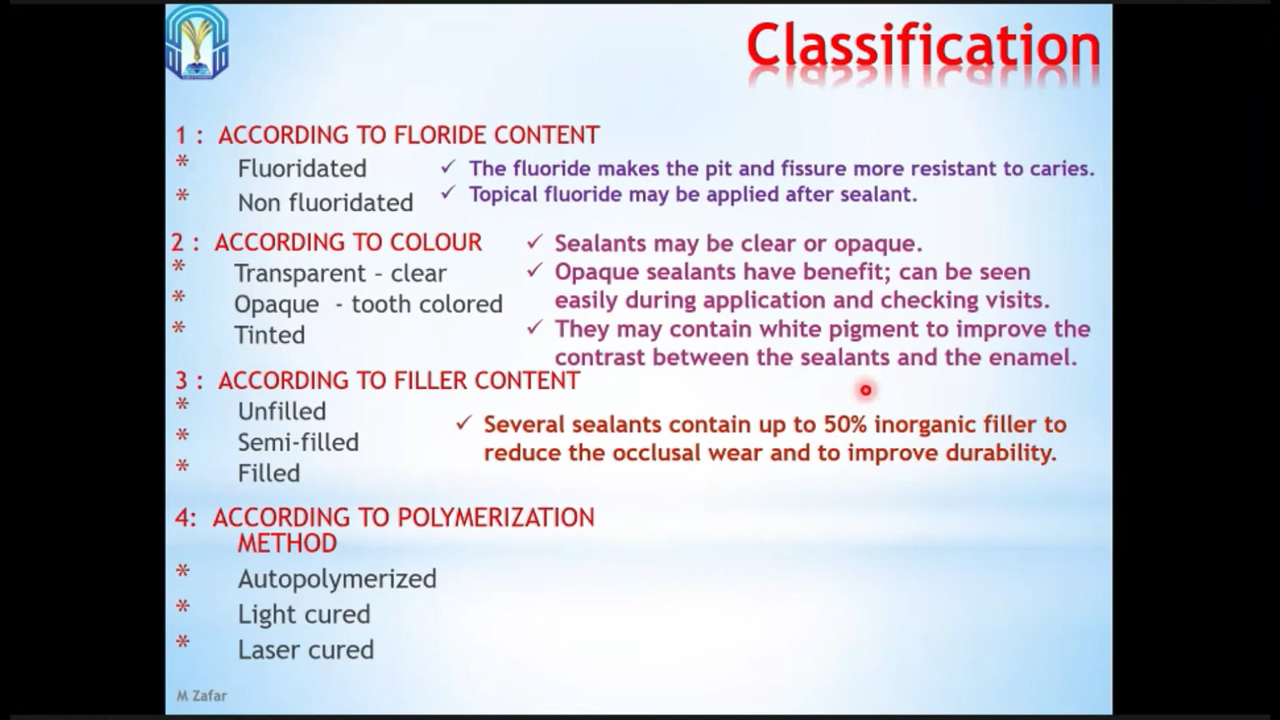 Classification
1 : ACCORDING TO FLORIDE CONTENT
* Fluoridated
* Non fluoridated
✓ The fluoride makes the pit and fissure more resistant to caries.
✓ Topical fluoride may be applied after sealant.
2 : ACCORDING TO COLOUR
* Transparent – clear
* Opaque - tooth colored
* Tinted
✓ Sealants may be clear or opaque.
✓ Opaque sealants have benefit; can be seen
easily during application and checking visits.
✓ They may contain white pigment to improve the
contrast between the sealants and the enamel.
3 : ACCORDING TO FILLER CONTENT
* Unfilled
* Semi-filled
* Filled
✓ Several sealants contain up to 50% inorganic filler to
reduce the occlusal wear and to improve durability.
4: ACCORDING TO POLYMERIZATION
METHOD
* Autopolymerized
* Light cured
* Laser cured
M Zafar